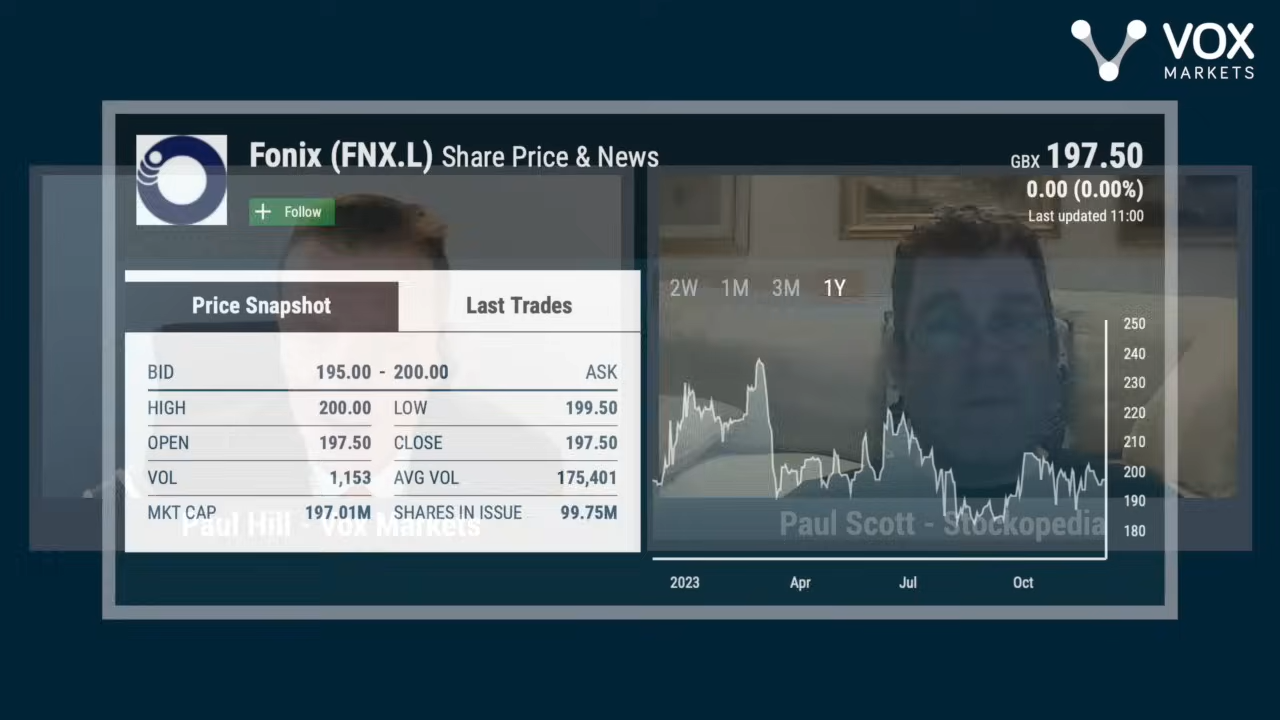 VOX
MARKETS
Fonix (FNX.L) Share Price & News
GBX 197.50
0.00 (0.00%)
Last updated 11:00
+ Follow
Price Snapshot
Last Trades
2W 1M 3M 1Y
BID 195.00 - 200.00 ASK
HIGH 200.00 LOW 199.50
OPEN 197.50 CLOSE 197.50
VOL 1,153 AVG VOL 175,401
MKT CAP 197.01M SHARES IN ISSUE 99.75M
250
240
230
220
210
200
190
180
2023 Apr Jul Oct
Paul Hill - Vox Markets
Paul Scott - Stockopedia